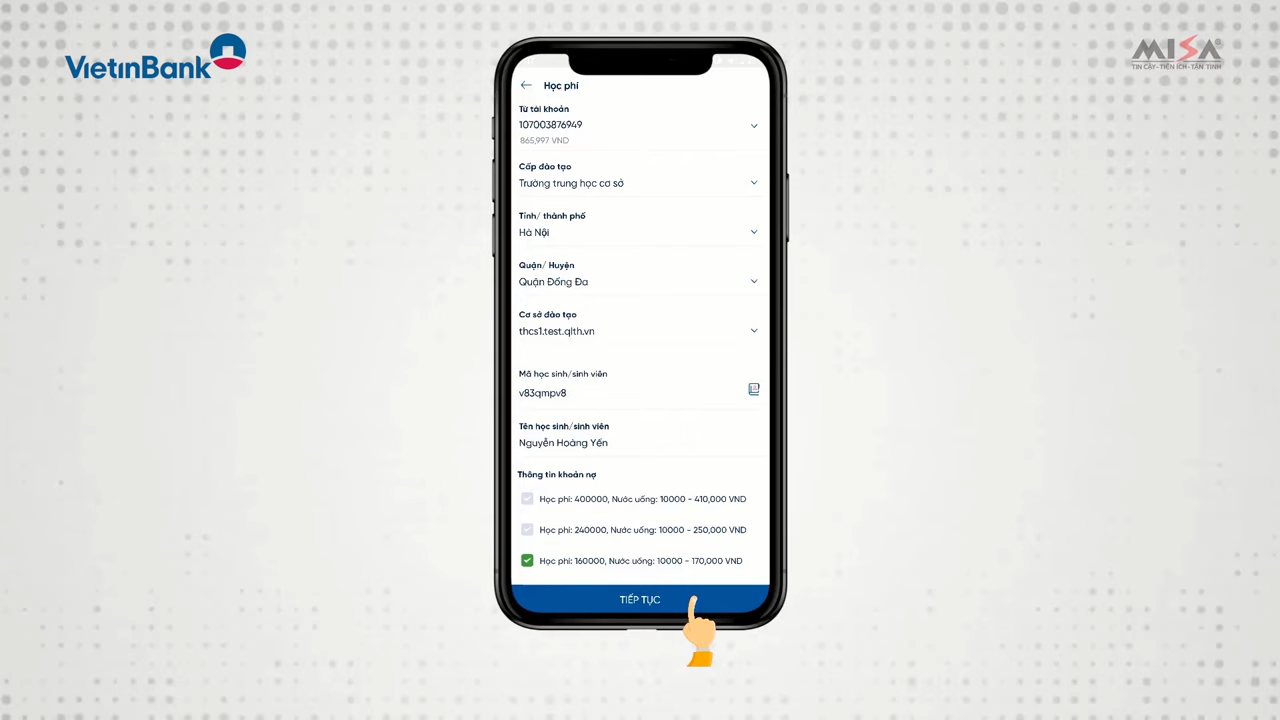 VietinBank
MISA®
TIN CẬY-TIỆN ÍCH-TẬN TÌNH
Học phí
Từ tài khoản
107003876949
865,997 VND
Cấp đào tạo
Trường trung học cơ sở
Tỉnh/ thành phố
Hà Nội
Quận/ Huyện
Quận Đống Đa
Cơ sở đào tạo
thcs1.test.qlth.vn
Mã học sinh/sinh viên
v83qmpv8
Tên học sinh/sinh viên
Nguyễn Hoàng Yến
Thông tin khoản nợ
Học phí: 400000, Nước uống: 10000 - 410,000 VND
Học phí: 240000, Nước uống: 10000 - 250,000 VND
Học phí: 160000, Nước uống: 10000 - 170,000 VND
TIẾP TỤC